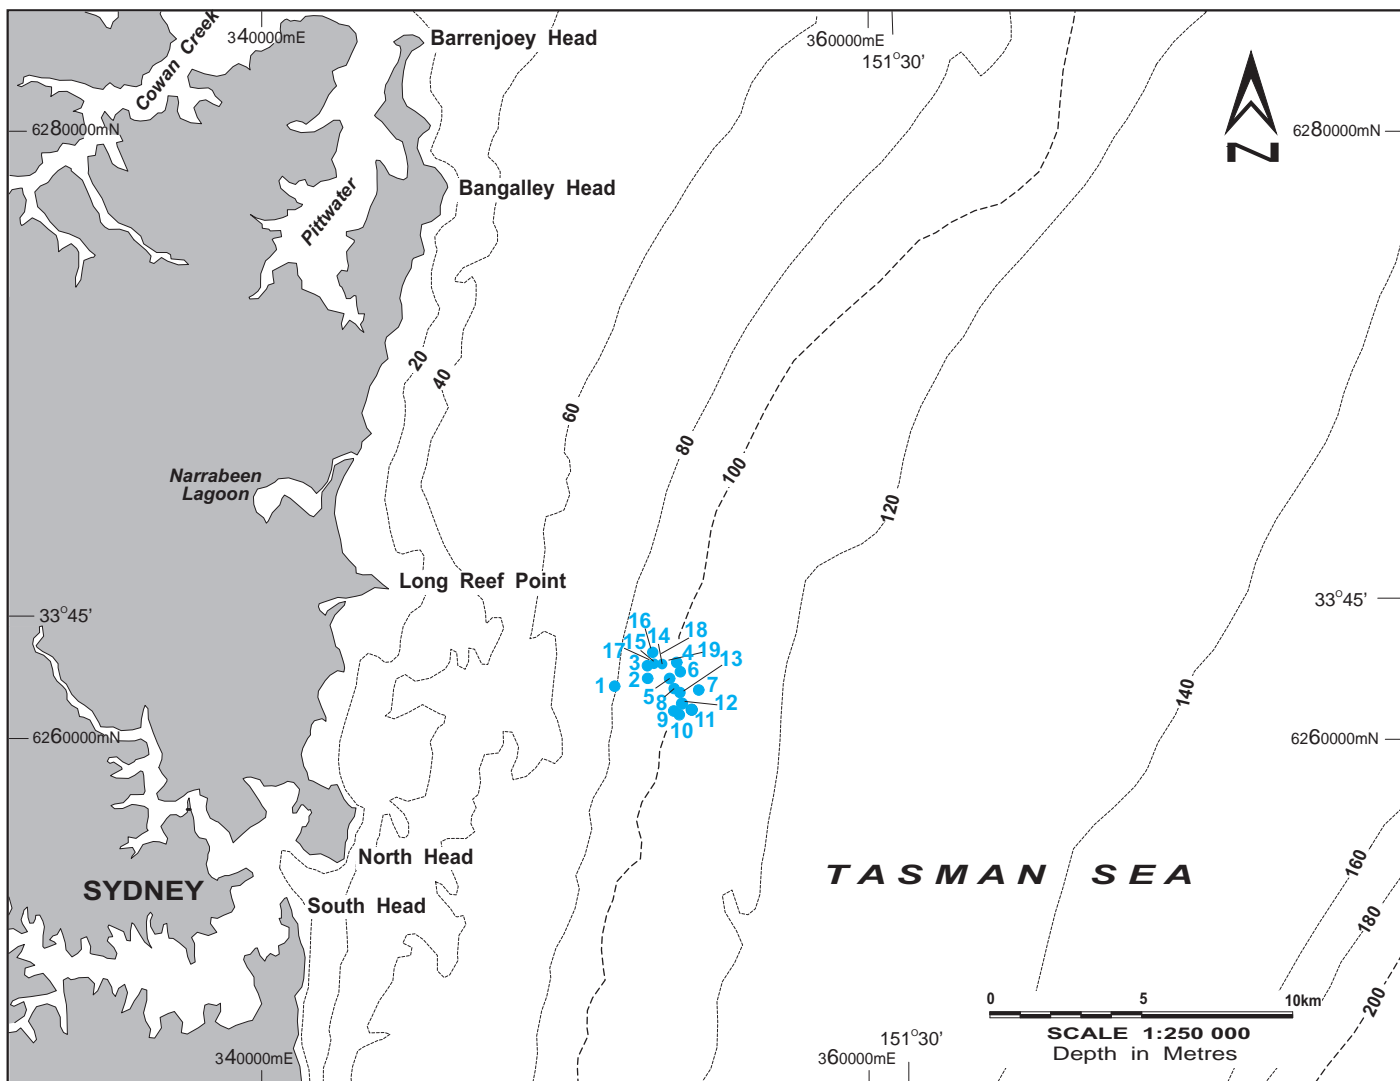 340000mE
Barrenjoey Head
360000mE
151°30'
Cowan Creek
6280000mN
6280000mN
N
Bangalley Head
Pittwater
20
40
60
80
100
120
Narrabeen
Lagoon
Long Reef Point
33°45'
33°45'
16
15
14
18
17
19
3
4
13
2
6
1
5
7
8
12
9
11
10
140
6260000mN
6260000mN
North Head
SYDNEY
South Head
TASMAN SEA
160
180
200
0 5 10km
SCALE 1:250 000
Depth in Metres
340000mE
360000mE
151°30'